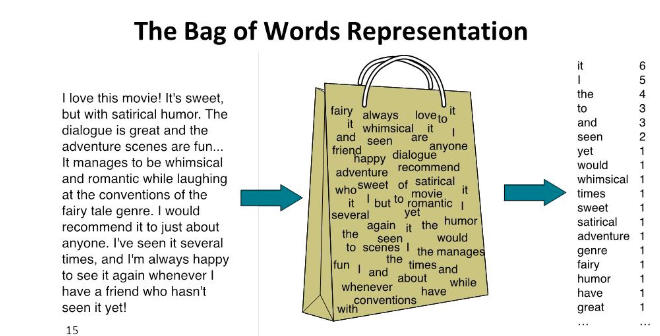 The Bag of Words Representation
I love this movie! It's sweet,
but with satirical humor. The
dialogue is great and the
adventure scenes are fun...
It manages to be whimsical
and romantic while laughing
at the conventions of the
fairy tale genre. I would
recommend it to just about
anyone. I've seen it several
times, and I'm always happy
to see it again whenever I
have a friend who hasn't
seen it yet!
15
fairy always love to it
it whimsical it I
and seen are anyone
friend
happy dialogue
adventure recommend
who sweet of satirical
it I but to romantic I
movie it
several yet
again it the humor
the seen would
to scenes I the manages
the
fun I and times and
whenever about while
have
conventions
with
it 6
I 5
the 4
to 3
and 3
seen 2
yet 1
would 1
whimsical 1
times 1
sweet 1
satirical 1
adventure 1
genre 1
fairy 1
humor 1
have 1
great 1
... ...